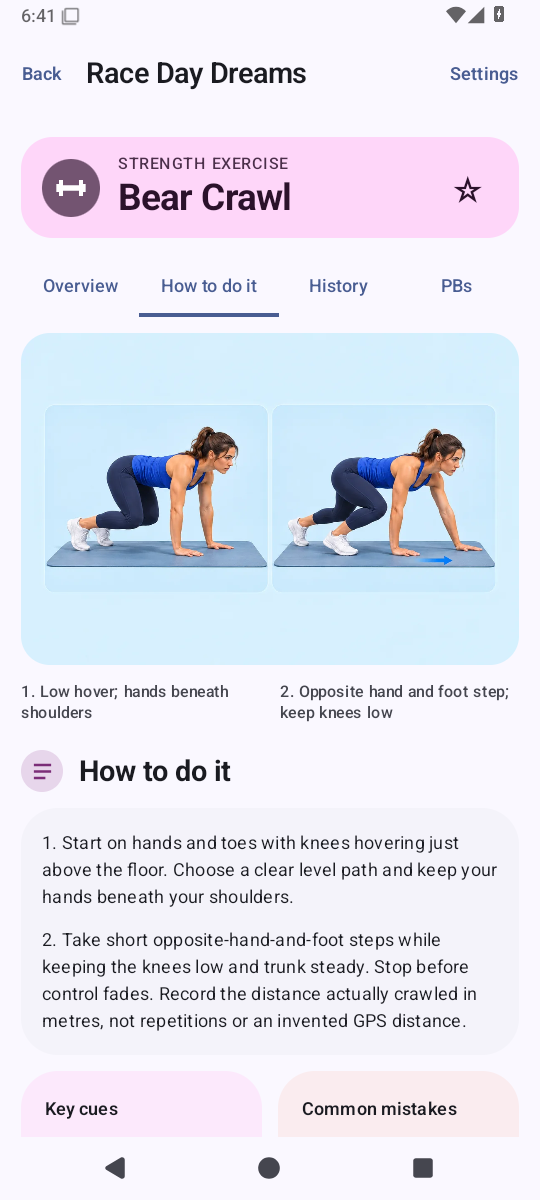 6:41
Back
Race Day Dreams
Settings
STRENGTH EXERCISE
Bear Crawl
Overview
How to do it
History
PBs
1. Low hover; hands beneath
shoulders
2. Opposite hand and foot step;
keep knees low
How to do it
1. Start on hands and toes with knees hovering just
above the floor. Choose a clear level path and keep your
hands beneath your shoulders.
2. Take short opposite-hand-and-foot steps while
keeping the knees low and trunk steady. Stop before
control fades. Record the distance actually crawled in
metres, not repetitions or an invented GPS distance.
Key cues
Common mistakes